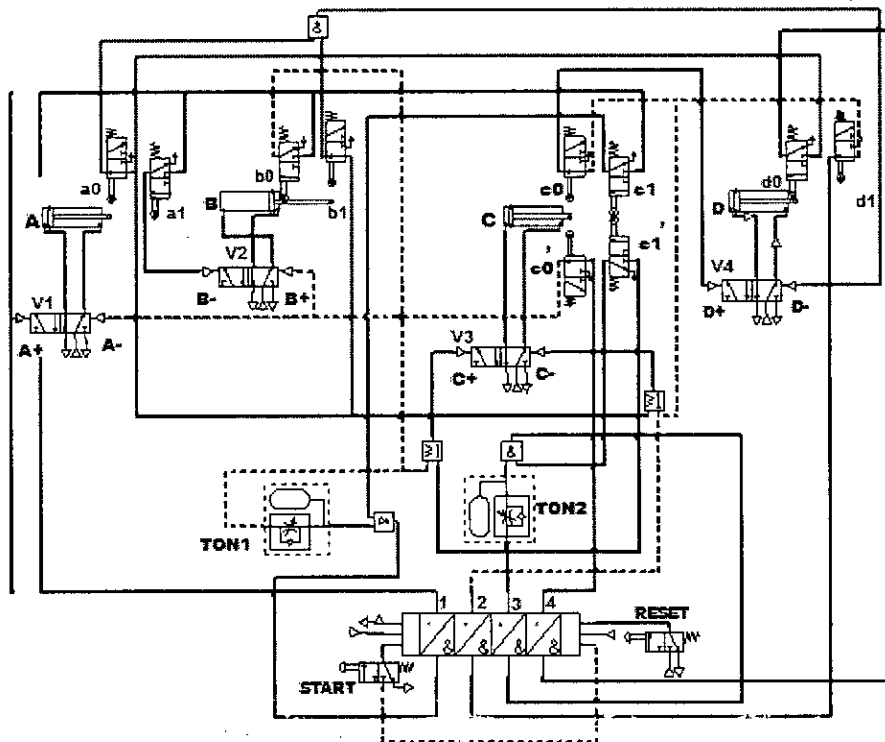 &
a0
a1
b0
b1
c0
c1
d0
d1
A
B
C
D
c0'
c1'
V1
A+
A-
V2
B-
B+
V3
C+
C-
V4
D+
D-
&
TON1
TON2
1
2
3
4
&
&
&
&
START
RESET